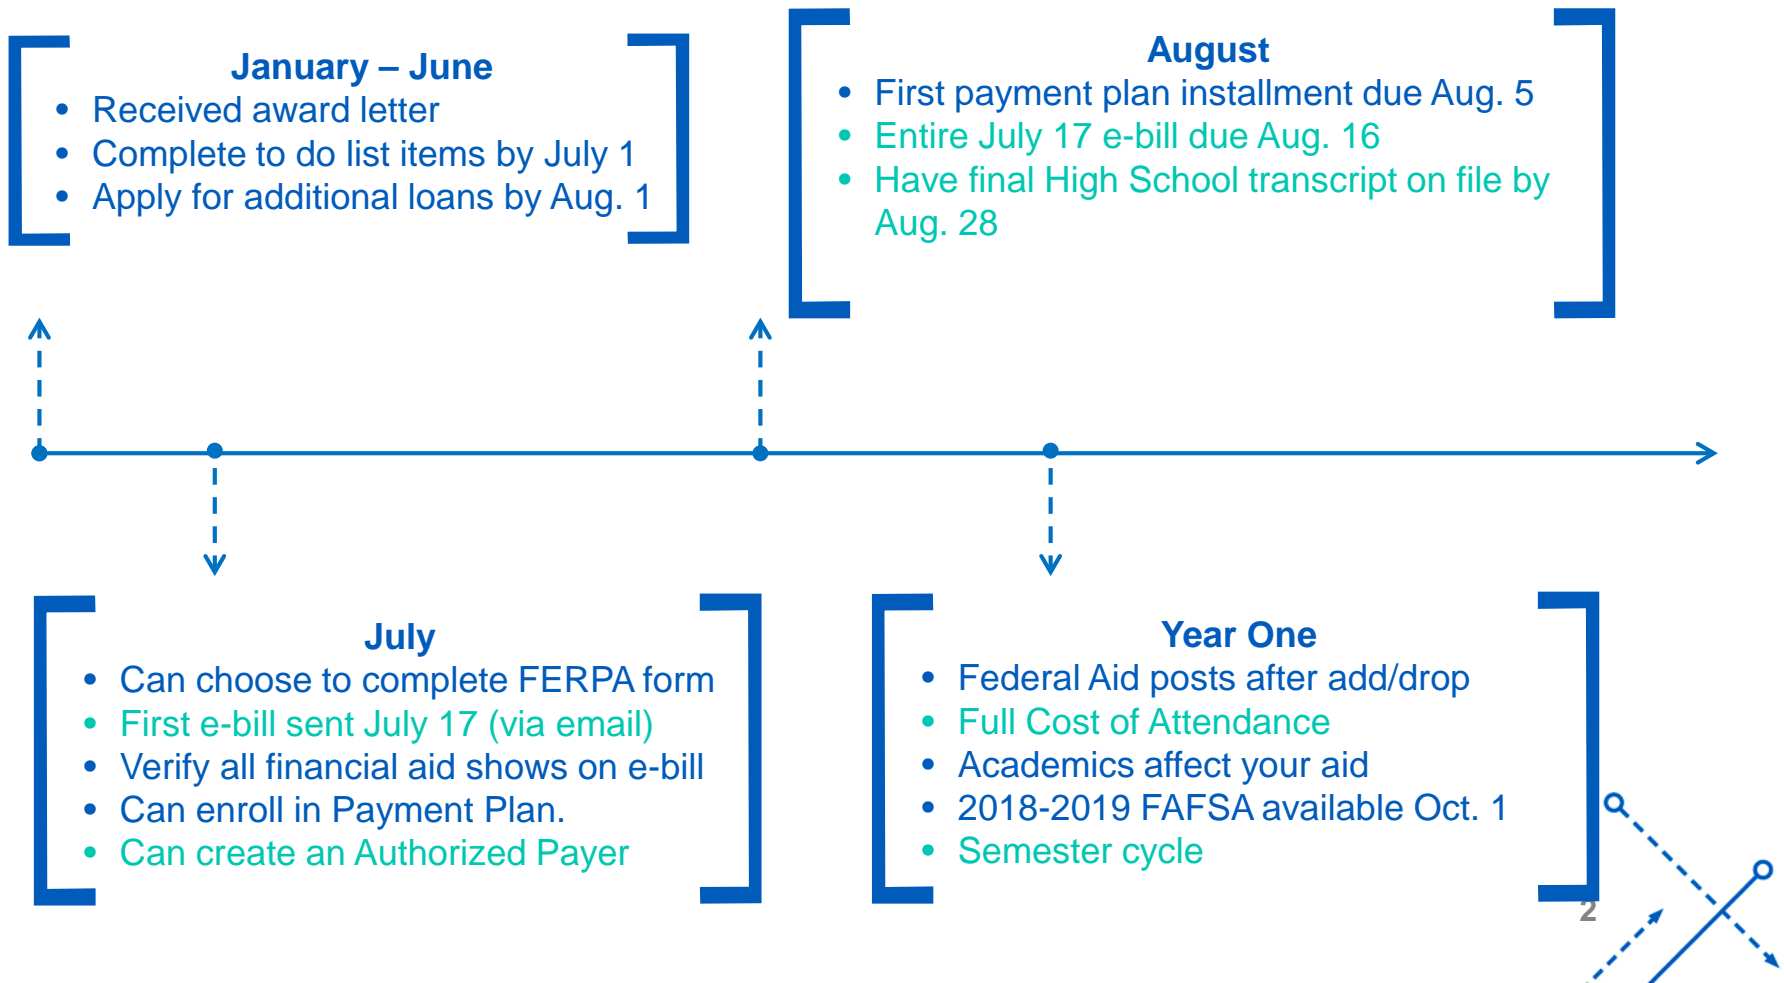 January – June
• Received award letter
• Complete to do list items by July 1
• Apply for additional loans by Aug. 1
August
• First payment plan installment due Aug. 5
• Entire July 17 e-bill due Aug. 16
• Have final High School transcript on file by
Aug. 28
July
• Can choose to complete FERPA form
• First e-bill sent July 17 (via email)
• Verify all financial aid shows on e-bill
• Can enroll in Payment Plan.
• Can create an Authorized Payer
Year One
• Federal Aid posts after add/drop
• Full Cost of Attendance
• Academics affect your aid
• 2018-2019 FAFSA available Oct. 1
• Semester cycle
2